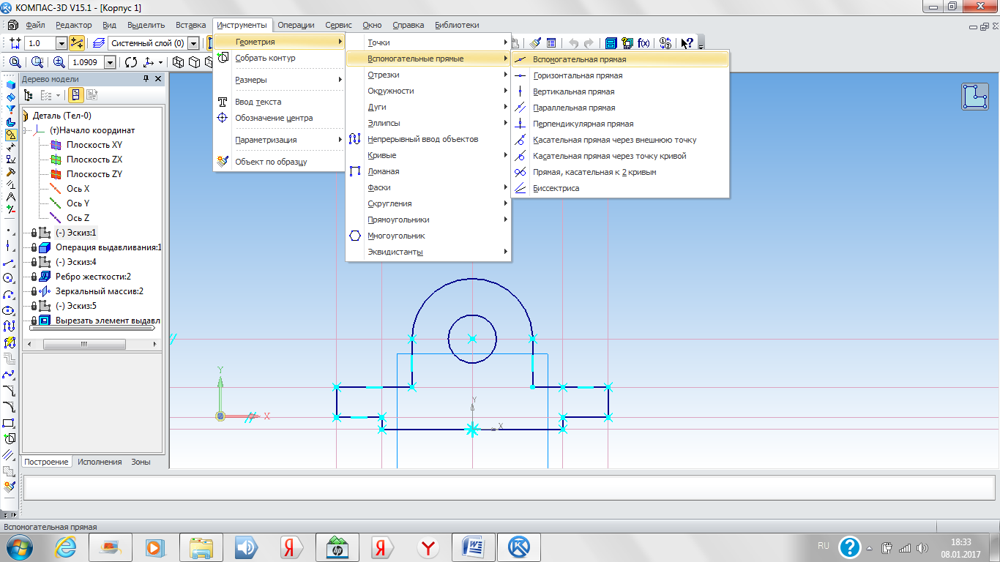 КОМПАС-3D V15.1 - [Корпус 1]
Файл Редактор Вид Выделить Вставка Инструменты Операции Сервис Окно Справка Библиотеки
1.0 Системный слой (0) f(x)
1.0909
Геометрия
Собрать контур
Размеры
Ввод текста
Обозначение центра
Параметризация
Объект по образцу
Точки
Вспомогательные прямые
Отрезки
Окружности
Дуги
Эллипсы
Непрерывный ввод объектов
Кривые
Ломаная
Фаски
Скругления
Прямоугольники
Многоугольник
Эквидистанты
Вспомогательная прямая
Горизонтальная прямая
Вертикальная прямая
Параллельная прямая
Перпендикулярная прямая
Касательная прямая через внешнюю точку
Касательная прямая через точку кривой
Прямая, касательная к 2 кривым
Биссектриса
Дерево модели
Деталь (Тел-0)
(т)Начало координат
Плоскость XY
Плоскость ZX
Плоскость ZY
Ось X
Ось Y
Ось Z
(-) Эскиз:1
Операция выдавливания:1
(-) Эскиз:4
Ребро жесткости:2
Зеркальный массив:2
(-) Эскиз:5
Вырезать элемент выдавл
Y
X
Y
X
Построение Исполнения Зоны
Вспомогательная прямая
RU
18:33
08.01.2017